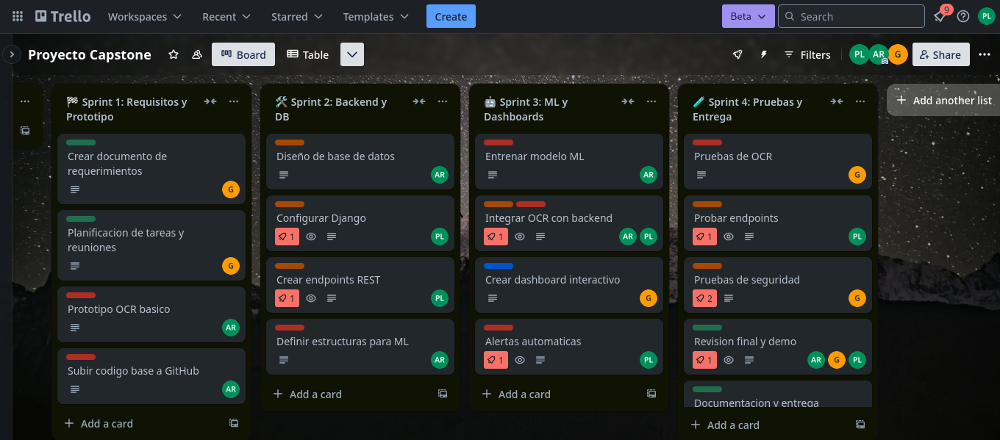 Trello
Workspaces
Recent
Starred
Templates
Create
Beta
Search
9
PL
Proyecto Capstone
Board
Table
Filters
PL
AR
G
Share
Sprint 1: Requisitos y
Prototipo
Crear documento de
requerimientos
G
Planificacion de tareas y
reuniones
G
Prototipo OCR basico
AR
Subir codigo base a GitHub
AR
Add a card
Sprint 2: Backend y
DB
Diseño de base de datos
AR
Configurar Django
1
PL
Crear endpoints REST
1
PL
Definir estructuras para ML
AR
Add a card
Sprint 3: ML y
Dashboards
Entrenar modelo ML
AR
Integrar OCR con backend
1
AR PL
Crear dashboard interactivo
G
Alertas automaticas
1
PL
Add a card
Sprint 4: Pruebas y
Entrega
Pruebas de OCR
G
Probar endpoints
1
PL
Pruebas de seguridad
2
G
Revision final y demo
1
AR G PL
Documentacion y entrega
Add a card
Add another list